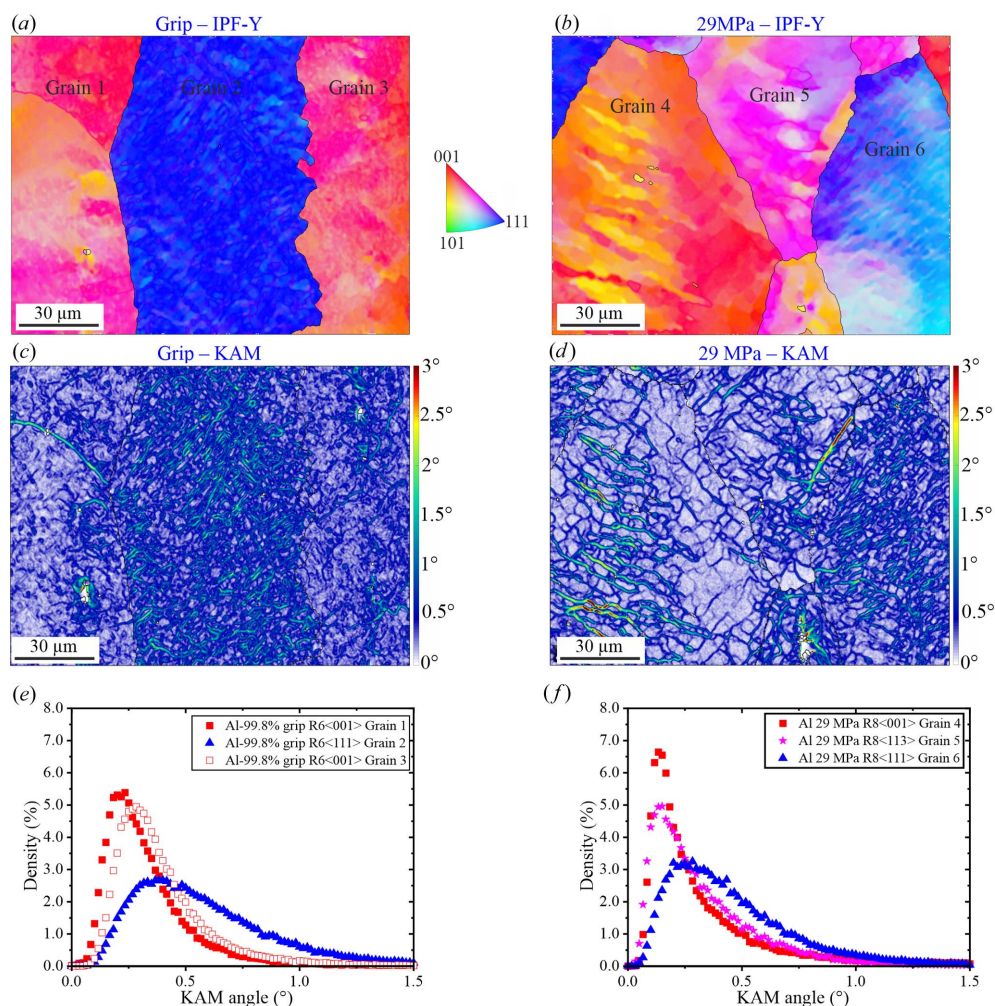 (a)
Grip – IPF-Y
Grain 1
Grain 2
Grain 3
30 µm
001
101
111
(b)
29MPa – IPF-Y
Grain 4
Grain 5
Grain 6
30 µm
(c)
Grip – KAM
30 µm
3°
2.5°
2°
1.5°
1°
0.5°
0°
(d)
29 MPa – KAM
30 µm
3°
2.5°
2°
1.5°
1°
0.5°
0°
(e)
Al-99.8% grip R6<001> Grain 1
Al-99.8% grip R6<111> Grain 2
Al-99.8% grip R6<001> Grain 3
Density (%)
8.0
7.0
6.0
5.0
4.0
3.0
2.0
1.0
0.0
0.0 0.5 1.0 1.5
KAM angle (°)
(f)
Al 29 MPa R8<001> Grain 4
Al 29 MPa R8<113> Grain 5
Al 29 MPa R8<111> Grain 6
Density (%)
8.0
7.0
6.0
5.0
4.0
3.0
2.0
1.0
0.0
0.0 0.5 1.0 1.5
KAM angle (°)